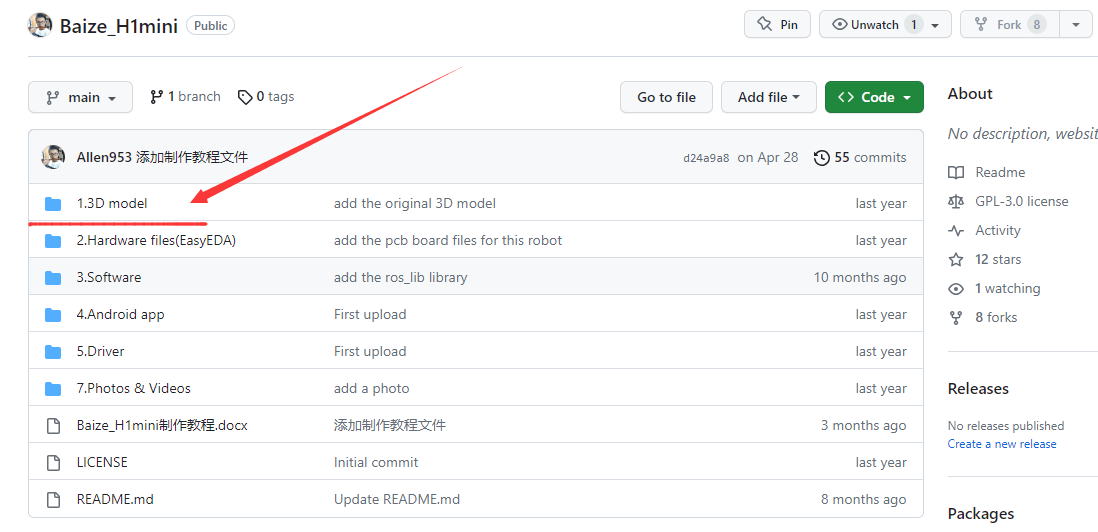 Baize_H1mini Public Pin Unwatch 1 Fork 8
main 1 branch 0 tags Go to file Add file Code
About
No description, websit
Allen953 添加制作教程文件 d24a9a8 on Apr 28 55 commits
Readme
1.3D model add the original 3D model last year
GPL-3.0 license
2.Hardware files(EasyEDA) add the pcb board files for this robot last year
Activity
3.Software add the ros_lib library 10 months ago
12 stars
1 watching
4.Android app First upload last year
8 forks
5.Driver First upload last year
7.Photos & Videos add a photo last year
Releases
Baize_H1mini制作教程.docx 添加制作教程文件 3 months ago
No releases published
Create a new release
LICENSE Initial commit last year
README.md Update README.md 8 months ago
Packages